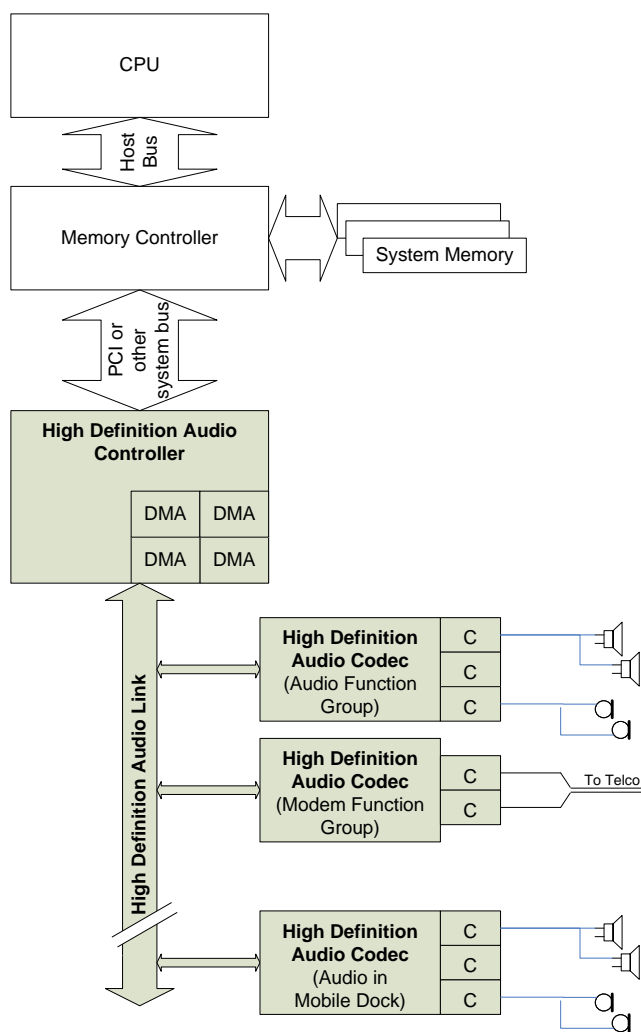 CPU
Host
Bus
Memory Controller
System Memory
PCI or
other
system bus
High Definition Audio
Controller
DMA
DMA
DMA
DMA
High Definition Audio Link
High Definition
Audio Codec
(Audio Function
Group)
C
C
C
High Definition
Audio Codec
(Modem Function
Group)
C
C
To Telco
High Definition
Audio Codec
(Audio in
Mobile Dock)
C
C
C